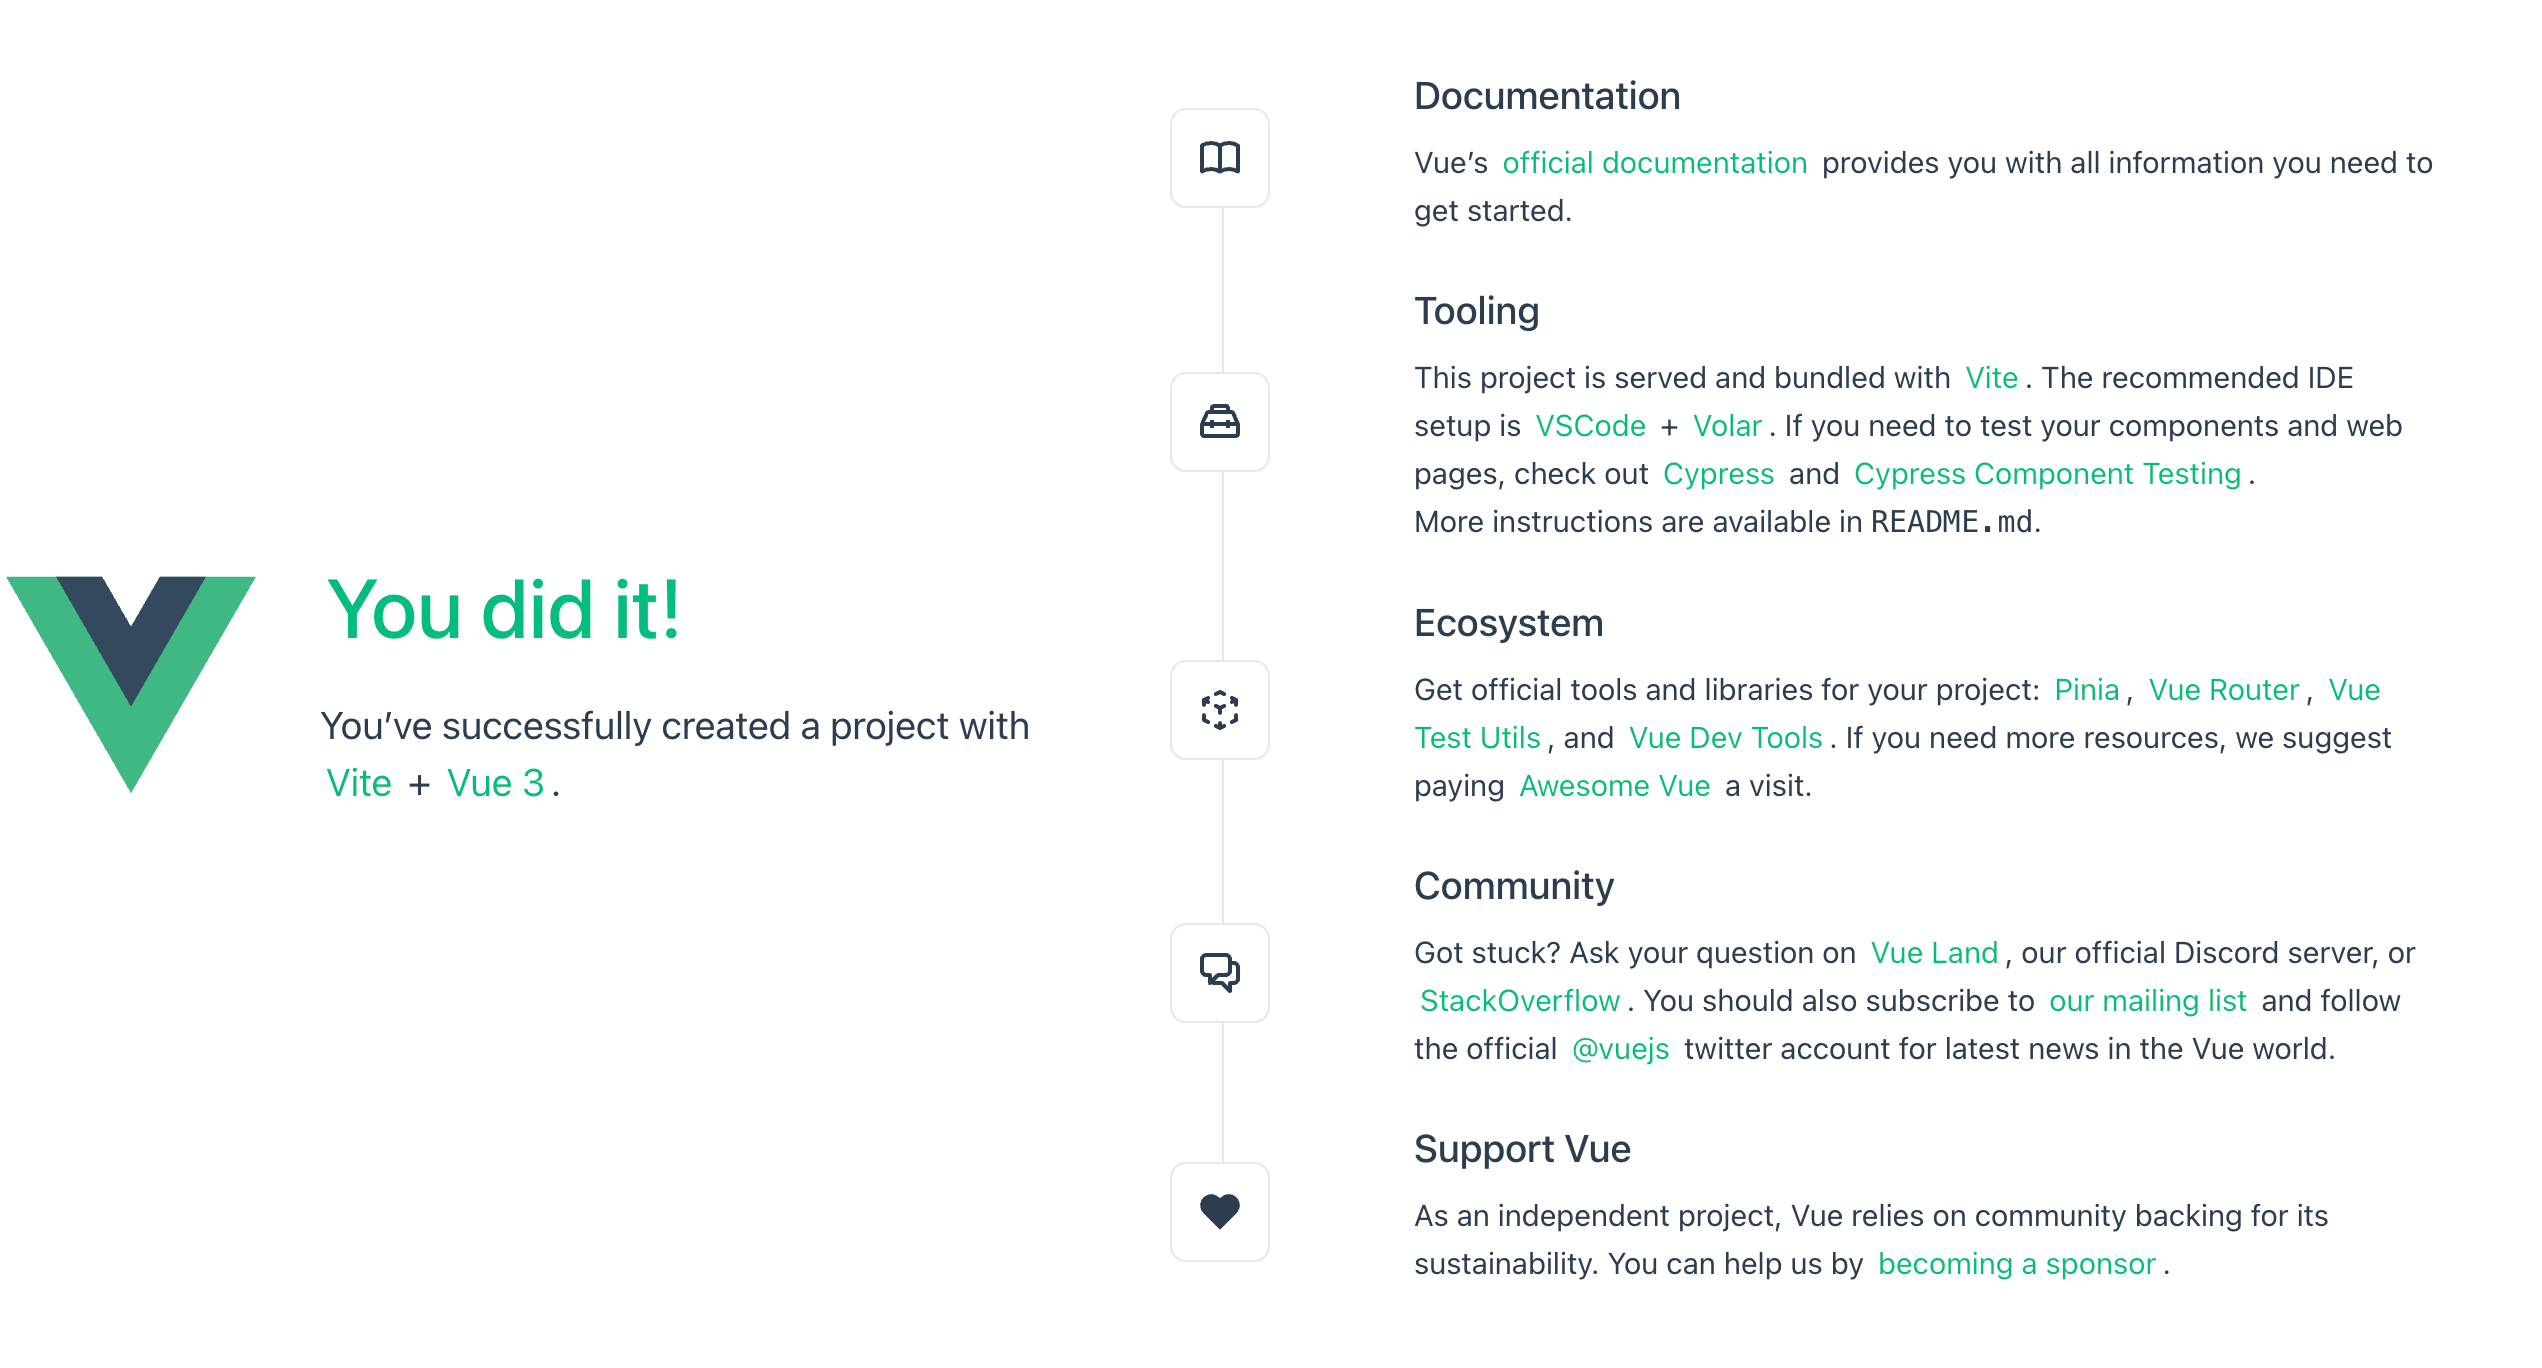 You did it!
You’ve successfully created a project with
Vite + Vue 3.
Documentation
Vue’s official documentation provides you with all information you need to
get started.
Tooling
This project is served and bundled with Vite. The recommended IDE
setup is VSCode + Volar. If you need to test your components and web
pages, check out Cypress and Cypress Component Testing.
More instructions are available in README.md.
Ecosystem
Get official tools and libraries for your project: Pinia, Vue Router, Vue
Test Utils, and Vue Dev Tools. If you need more resources, we suggest
paying Awesome Vue a visit.
Community
Got stuck? Ask your question on Vue Land, our official Discord server, or
StackOverflow. You should also subscribe to our mailing list and follow
the official @vuejs twitter account for latest news in the Vue world.
Support Vue
As an independent project, Vue relies on community backing for its
sustainability. You can help us by becoming a sponsor.